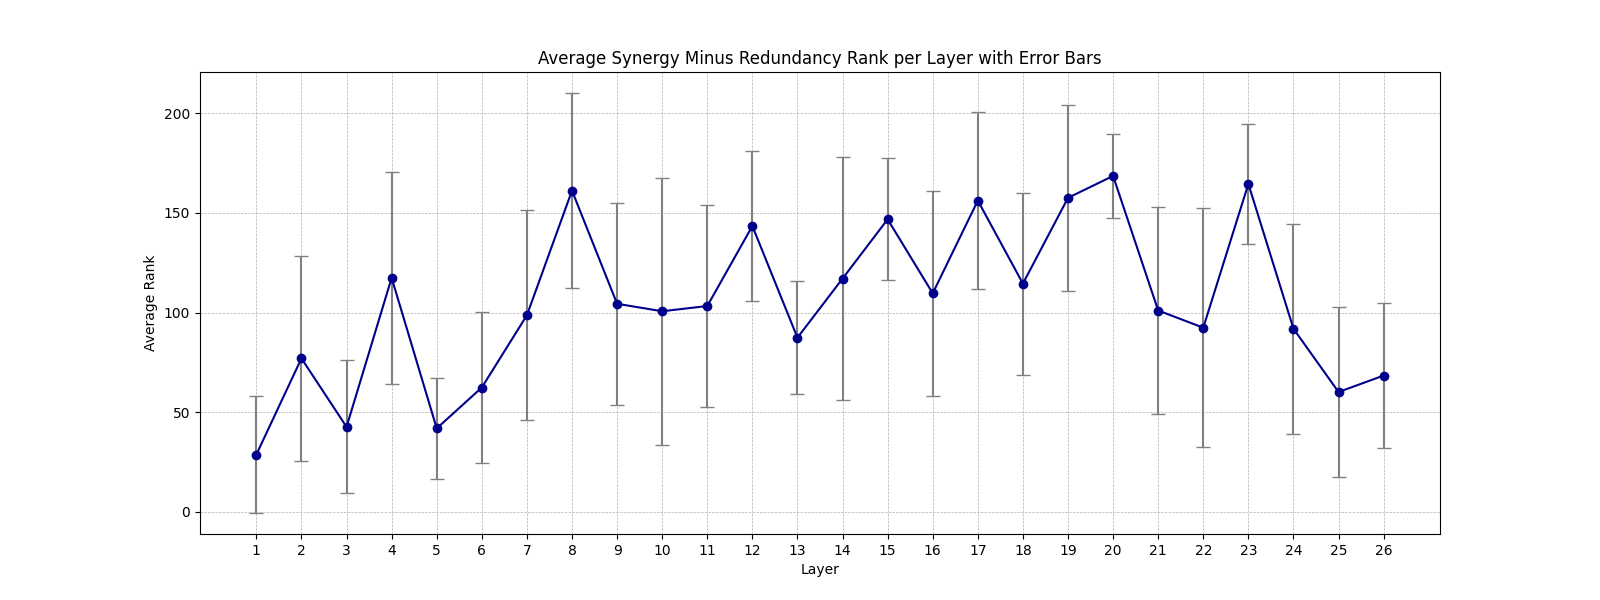 Average Synergy Minus Redundancy Rank per Layer with Error Bars
Average Rank
200
150
100
50
0
1 2 3 4 5 6 7 8 9 10 11 12 13 14 15 16 17 18 19 20 21 22 23 24 25 26
Layer